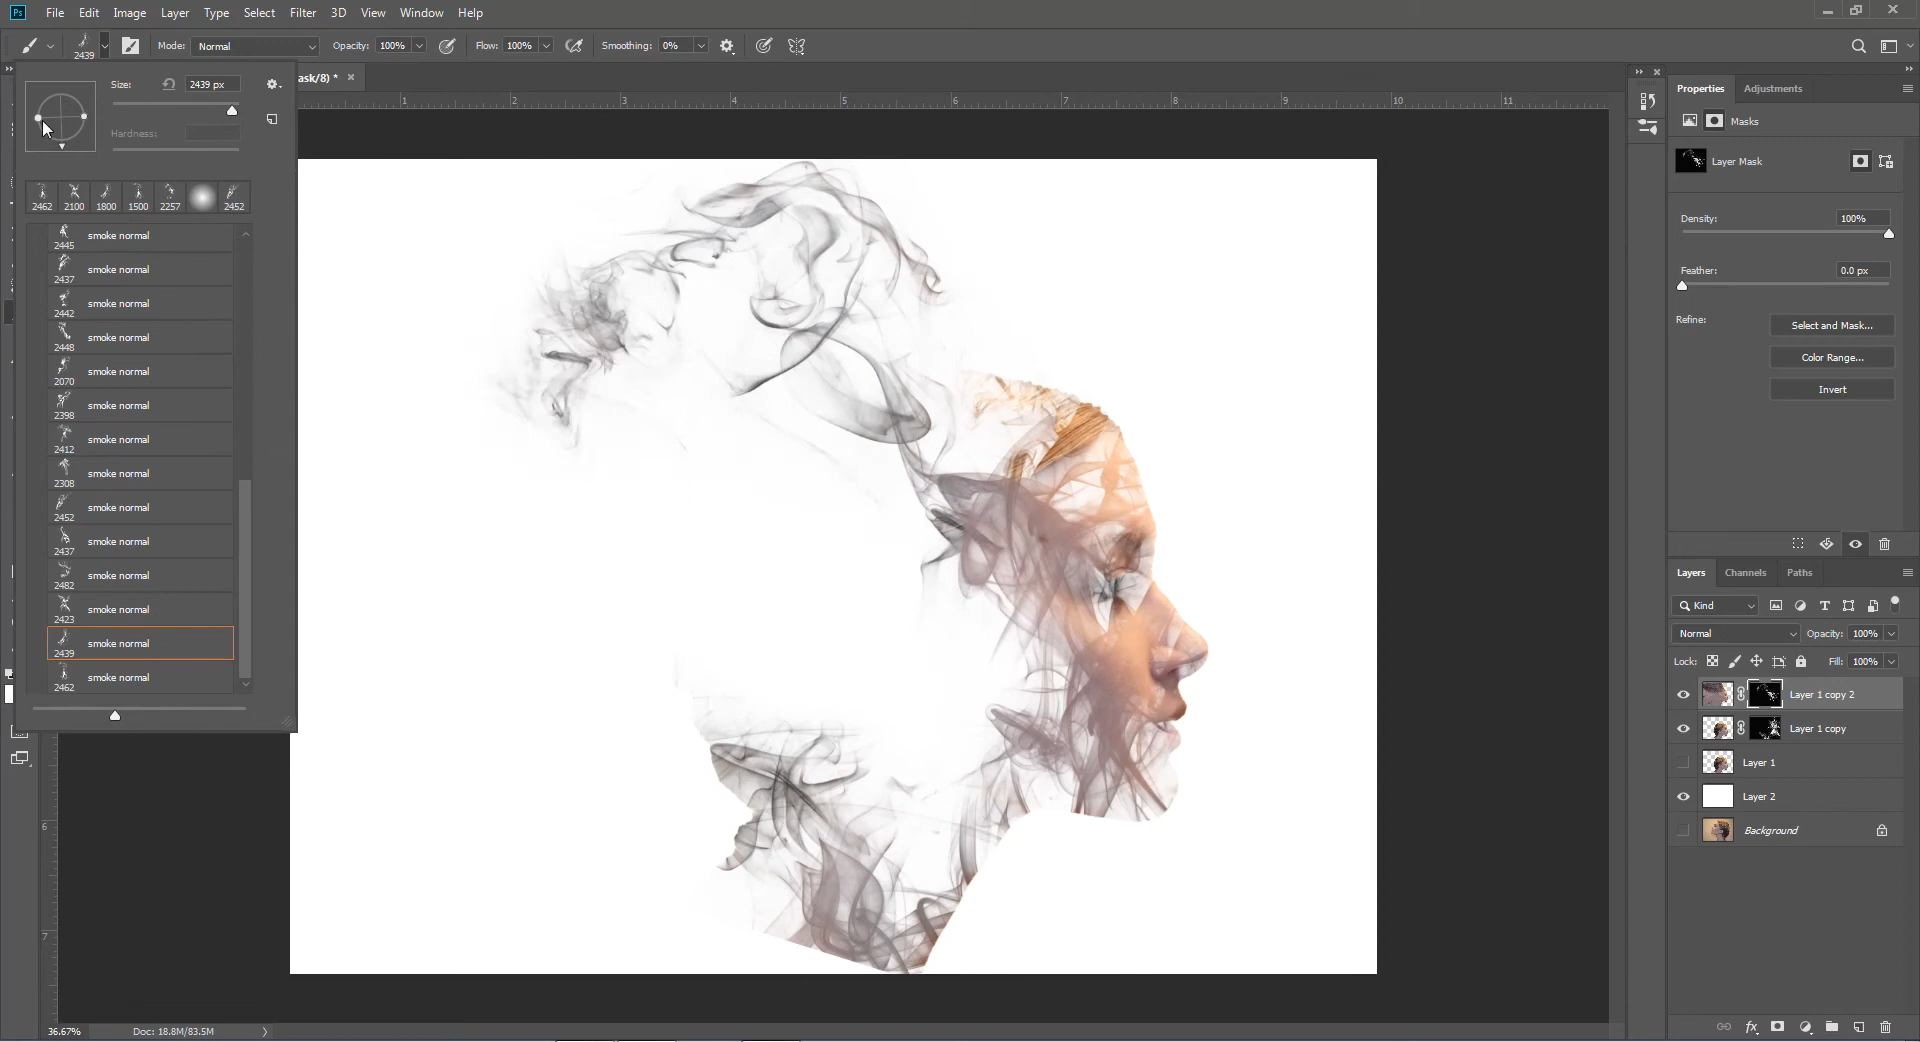 Ps File Edit Image Layer Type Select Filter 3D View Window Help
2439 Mode: Normal Opacity: 100% Flow: 100% Smoothing: 0%
ask/8) * ×
Size: 2439 px
Hardness:
2462 2100 1800 1500 2257 2452
2445 smoke normal
2437 smoke normal
2442 smoke normal
2448 smoke normal
2070 smoke normal
2398 smoke normal
2412 smoke normal
2308 smoke normal
2452 smoke normal
2437 smoke normal
2482 smoke normal
2423 smoke normal
2439 smoke normal
2462 smoke normal
1 2 3 4 5 6 7 8 9 10 11
6
7
36.67% Doc: 18.8M/83.5M
Properties Adjustments
Masks
Layer Mask
Density: 100%
Feather: 0.0 px
Refine: Select and Mask...
Color Range...
Invert
Layers Channels Paths
Kind
Normal Opacity: 100%
Lock: Fill: 100%
Layer 1 copy 2
Layer 1 copy
Layer 1
Layer 2
Background
fx